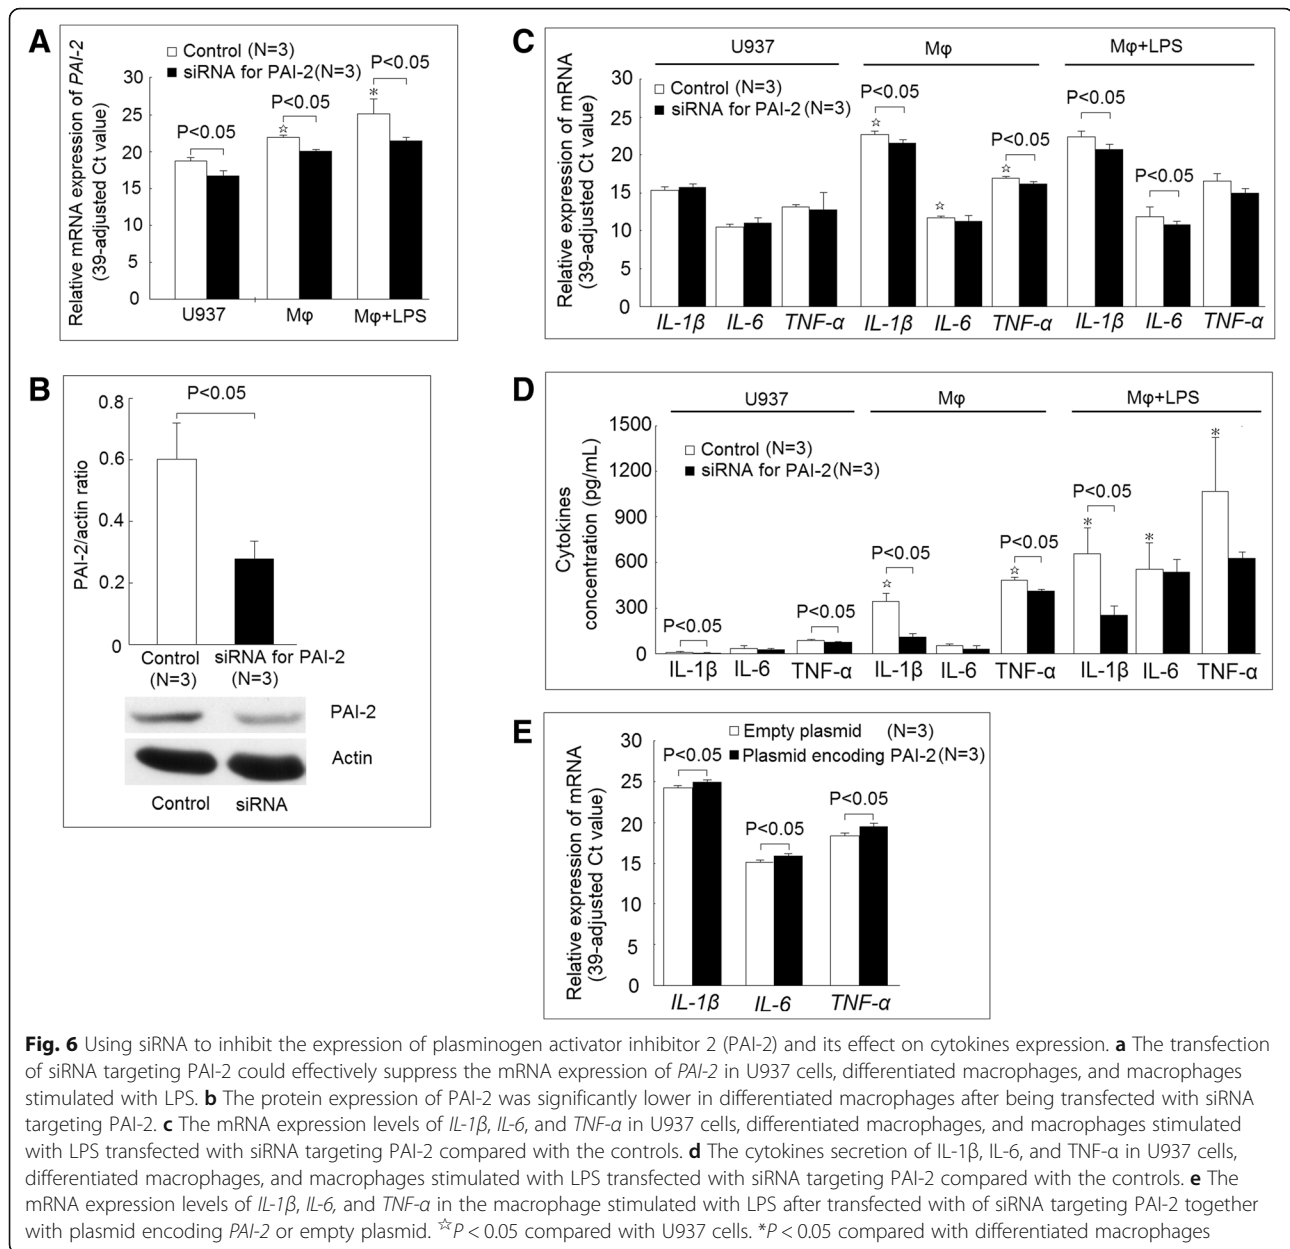 A
Control (N=3)
siRNA for PAI-2(N=3)
Relative mRNA expression of PAI-2
(39-adjusted Ct value)
30
25
20
15
10
5
0
P<0.05
P<0.05
P<0.05
☆
*
U937
Mφ
Mφ+LPS
B
P<0.05
PAI-2/actin ratio
0.8
0.6
0.4
0.2
0
Control
(N=3)
siRNA for PAI-2
(N=3)
PAI-2
Actin
Control
siRNA
C
U937
Mφ
Mφ+LPS
Control (N=3)
siRNA for PAI-2 (N=3)
Relative expression of mRNA
(39-adjusted Ct value)
30
25
20
15
10
5
0
P<0.05
☆
☆
P<0.05
☆
P<0.05
P<0.05
IL-1β
IL-6
TNF-α
IL-1β
IL-6
TNF-α
IL-1β
IL-6
TNF-α
D
U937
Mφ
Mφ+LPS
Control (N=3)
siRNA for PAI-2(N=3)
Cytokines
concentration (pg/mL)
1500
1200
900
600
300
0
P<0.05
P<0.05
P<0.05
☆
P<0.05
☆
P<0.05
*
*
*
IL-1β
IL-6
TNF-α
IL-1β
IL-6
TNF-α
IL-1β
IL-6
TNF-α
E
Empty plasmid (N=3)
Plasmid encoding PAI-2(N=3)
Relative expression of mRNA
(39-adjusted Ct value)
30
25
20
15
10
5
0
P<0.05
P<0.05
P<0.05
IL-1β
IL-6
TNF-α
Fig. 6 Using siRNA to inhibit the expression of plasminogen activator inhibitor 2 (PAI-2) and its effect on cytokines expression. a The transfection
of siRNA targeting PAI-2 could effectively suppress the mRNA expression of PAI-2 in U937 cells, differentiated macrophages, and macrophages
stimulated with LPS. b The protein expression of PAI-2 was significantly lower in differentiated macrophages after being transfected with siRNA
targeting PAI-2. c The mRNA expression levels of IL-1β, IL-6, and TNF-α in U937 cells, differentiated macrophages, and macrophages stimulated
with LPS transfected with siRNA targeting PAI-2 compared with the controls. d The cytokines secretion of IL-1β, IL-6, and TNF-α in U937 cells,
differentiated macrophages, and macrophages stimulated with LPS transfected with siRNA targeting PAI-2 compared with the controls. e The
mRNA expression levels of IL-1β, IL-6, and TNF-α in the macrophage stimulated with LPS after transfected with of siRNA targeting PAI-2 together
with plasmid encoding PAI-2 or empty plasmid. ☆P < 0.05 compared with U937 cells. *P < 0.05 compared with differentiated macrophages